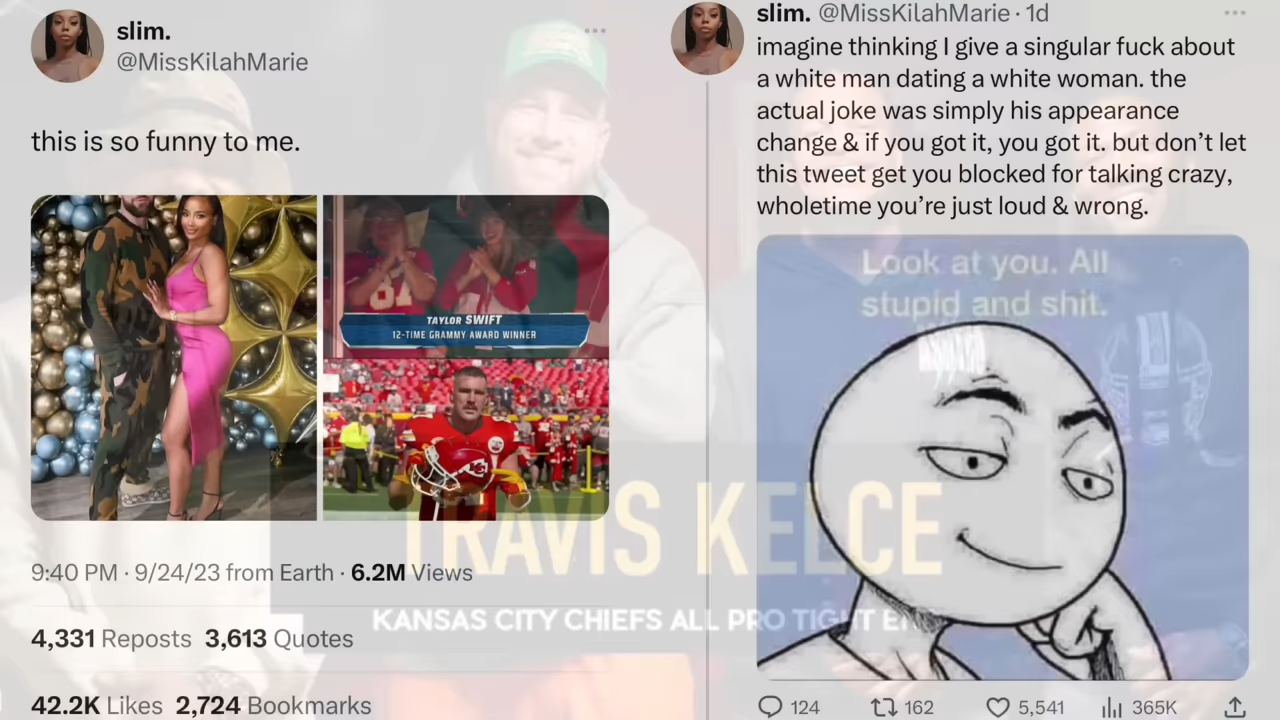 slim.
@MissKilahMarie
this is so funny to me.
81
TAYLOR SWIFT
12-TIME GRAMMY AWARD WINNER
9:40 PM · 9/24/23 from Earth · 6.2M Views
4,331 Reposts 3,613 Quotes
42.2K Likes 2,724 Bookmarks
slim. @MissKilahMarie · 1d
imagine thinking I give a singular fuck about
a white man dating a white woman. the
actual joke was simply his appearance
change & if you got it, you got it. but don’t let
this tweet get you blocked for talking crazy,
wholetime you’re just loud & wrong.
Look at you. All
stupid and shit.
124 162 5,541 365K
TRAVIS KELCE
KANSAS CITY CHIEFS ALL PRO TIGHT EN